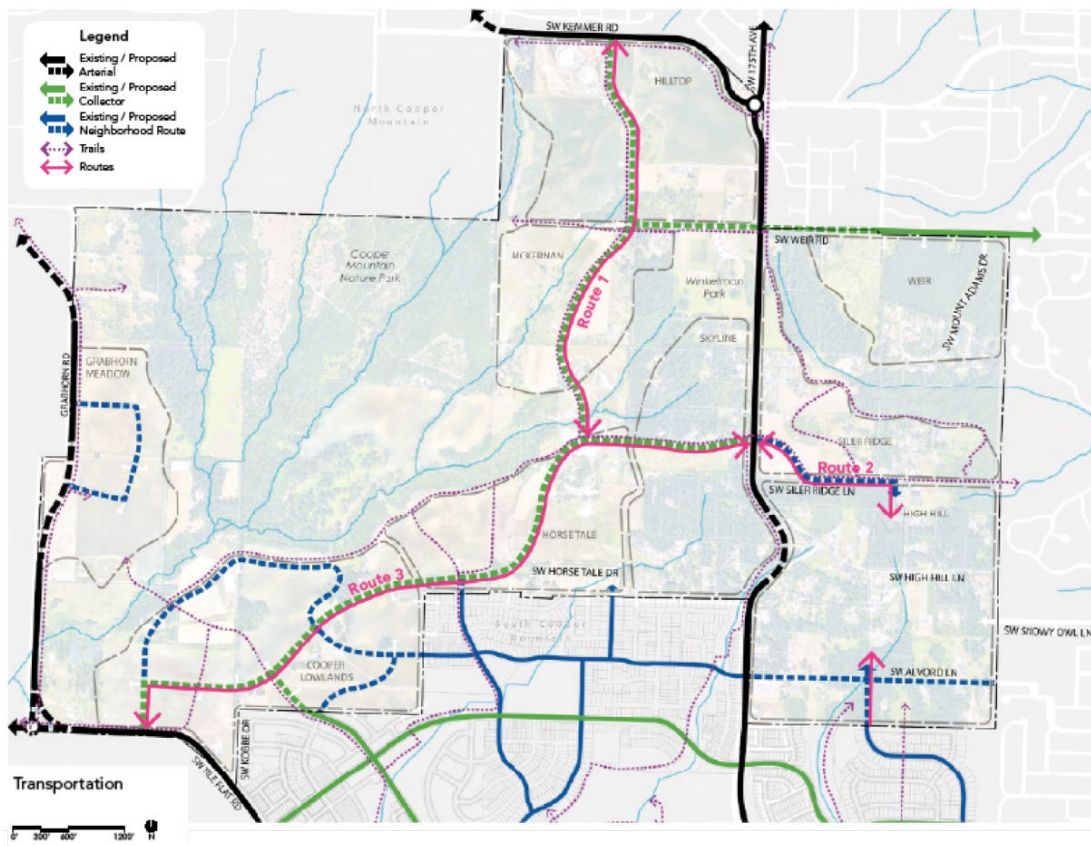 Legend
Existing / Proposed
Arterial
Existing / Proposed
Collector
Existing / Proposed
Neighborhood Route
Trails
Routes
SW KEMMER RD
SW 175TH AVE
HILLTOP
North Cooper
Mountain
SW WEIR RD
MCKERNAN
Cooper
Mountain
Nature Park
Winkelman
Park
WEIR
SW MOUNT ADAMS DR
Route 1
SKYLINE
GRABHORN
MEADOW
GRABHORN RD
SILER RIDGE
Route 2
SW SILER RIDGE LN
HIGH HILL
HORSETALE
SW HORSE TALE DR
SW HIGH HILL LN
Route 3
South Cooper
Mountain
SW SNOWY OWL LN
COOPER
LOWLANDS
SW ALVORD LN
SW KOBBE DR
SW TILE FLAT RD
Transportation
0' 300' 600' 1200'
N